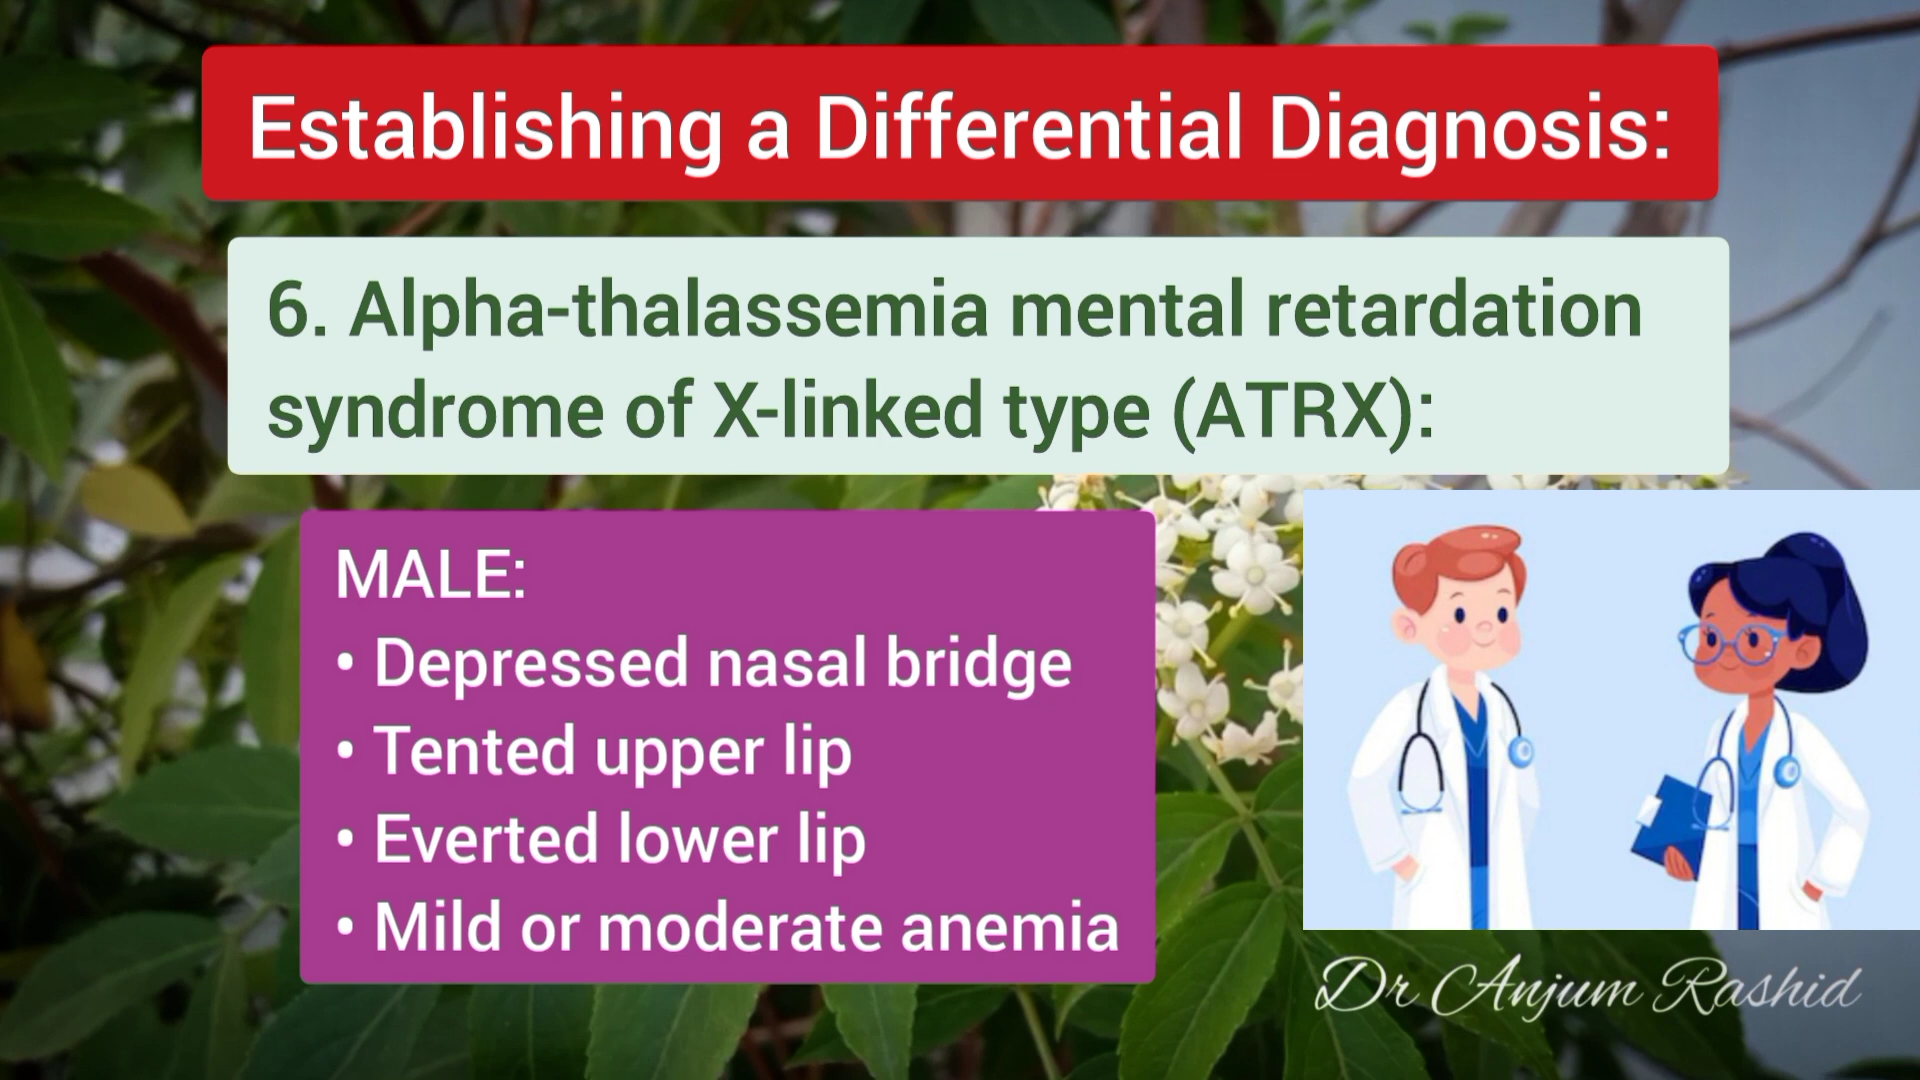 Establishing a Differential Diagnosis:
6. Alpha-thalassemia mental retardation
syndrome of X-linked type (ATRX):
MALE:
• Depressed nasal bridge
• Tented upper lip
• Everted lower lip
• Mild or moderate anemia
Dr Anjum Rashid